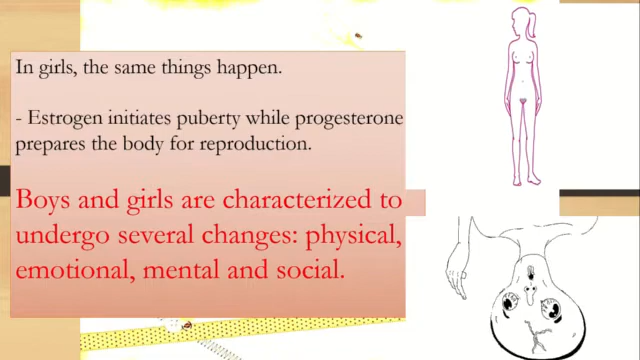 In girls, the same things happen.
- Estrogen initiates puberty while progesterone
prepares the body for reproduction.
Boys and girls are characterized to
undergo several changes: physical,
emotional, mental and social.